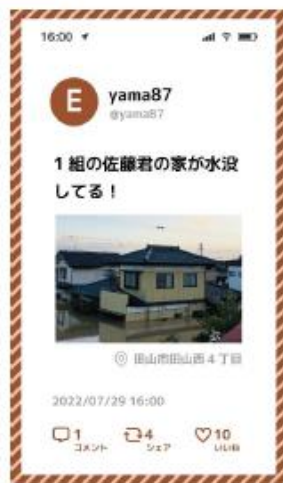 16:00
E
yama87
@yama87
1組の佐藤君の家が水没
してる！
田山市田山西4丁目
2022/07/29 16:00
1
コメント
4
シェア
10
いいね